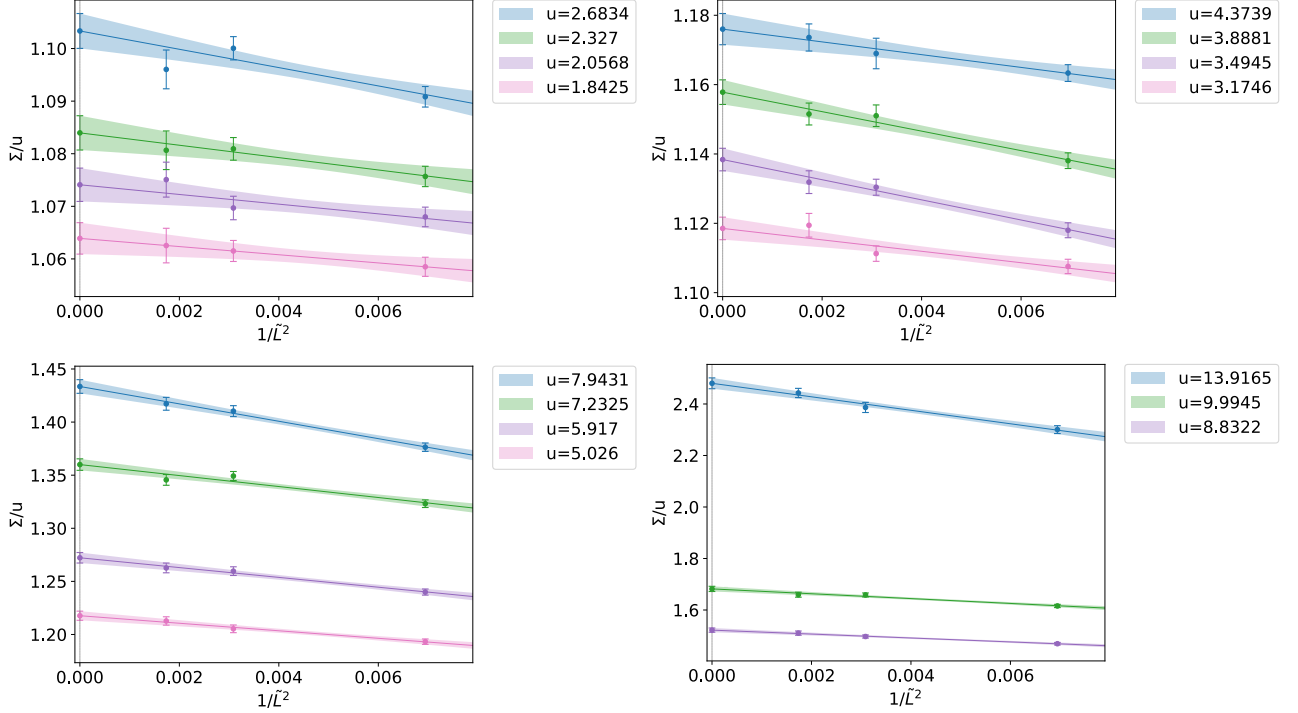 1.10
1.09
1.08
1.07
1.06
Σ/u
0.000
0.002
0.004
0.006
1/L̃²
u=2.6834
u=2.327
u=2.0568
u=1.8425
1.18
1.16
1.14
1.12
1.10
Σ/u
0.000
0.002
0.004
0.006
1/L̃²
u=4.3739
u=3.8881
u=3.4945
u=3.1746
1.45
1.40
1.35
1.30
1.25
1.20
Σ/u
0.000
0.002
0.004
0.006
1/L̃²
u=7.9431
u=7.2325
u=5.917
u=5.026
2.4
2.2
2.0
1.8
1.6
Σ/u
0.000
0.002
0.004
0.006
1/L̃²
u=13.9165
u=9.9945
u=8.8322